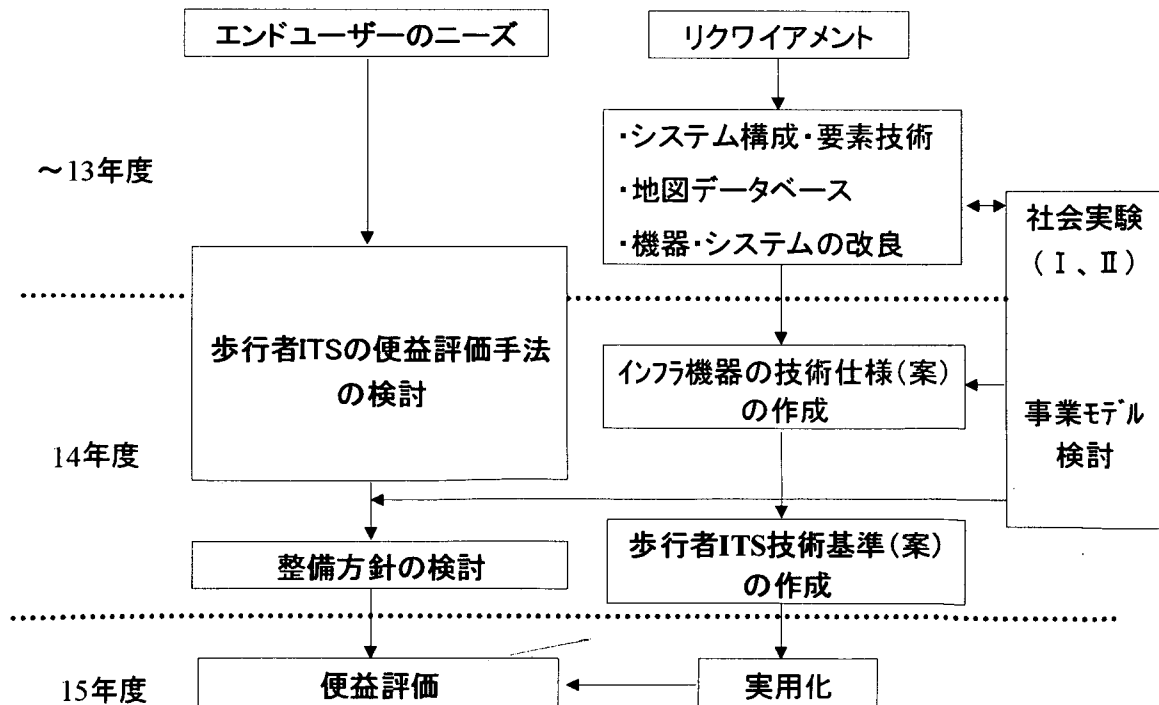 エンドユーザーのニーズ
リクワイアメント
～13年度
・システム構成・要素技術
・地図データベース
・機器・システムの改良
社会実験
（Ⅰ、Ⅱ）
歩行者ITSの便益評価手法
の検討
インフラ機器の技術仕様（案）
の作成
事業モデル
検討
14年度
整備方針の検討
歩行者ITS技術基準（案）
の作成
15年度
便益評価
実用化